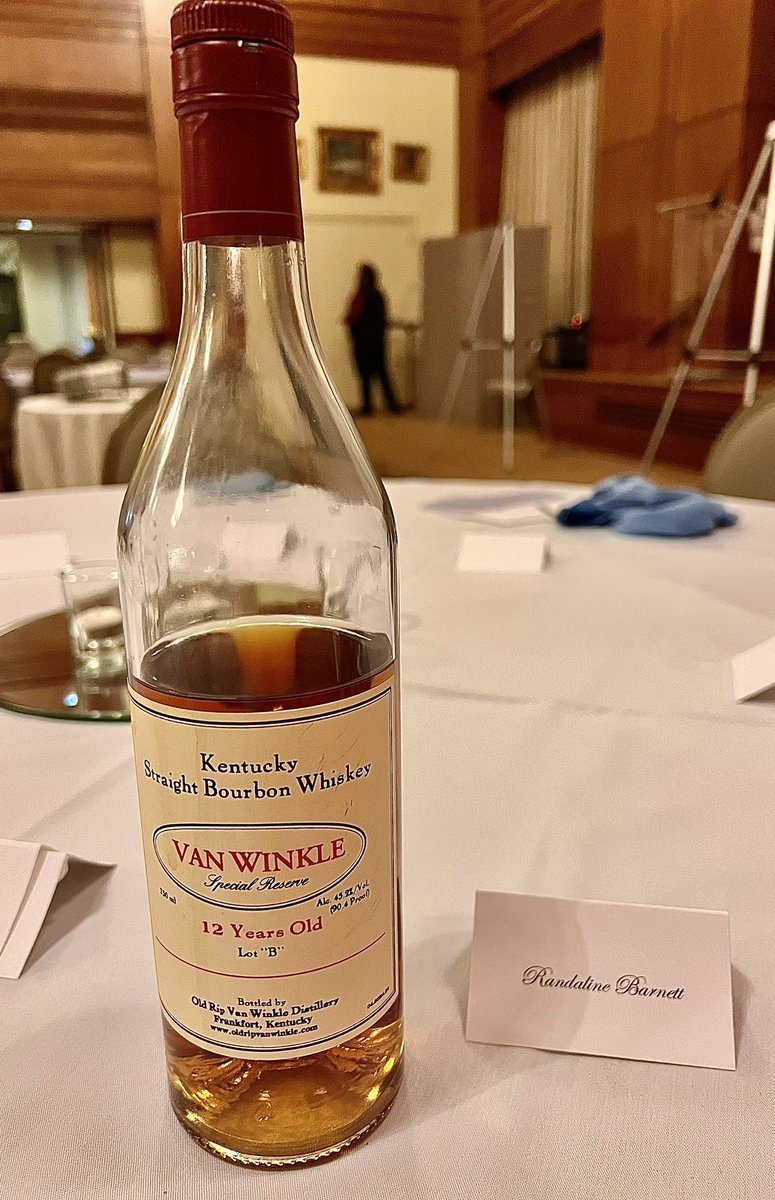 Kentucky
Straight Bourbon Whiskey
VAN WINKLE
Special Reserve
750 ml
Alc. 45.2%/Vol.
(90.4 Proof)
12 Years Old
Lot "B"
Bottled by
Old Rip Van Winkle Distillery
Frankfort, Kentucky
www.oldripvanwinkle.com
Randaline Barnett